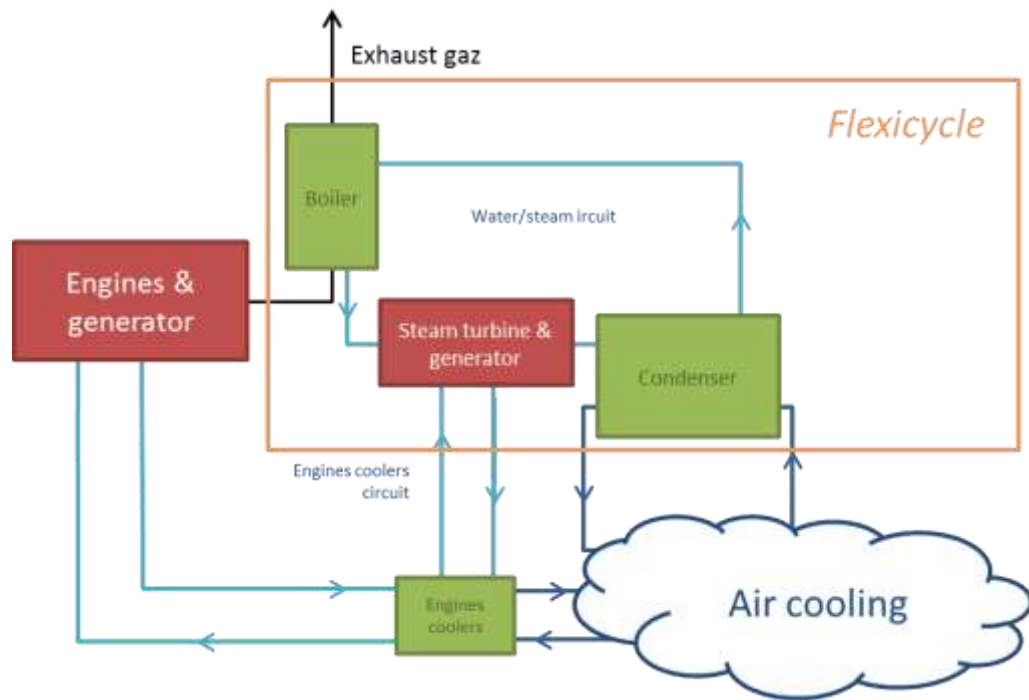 Exhaust gaz
Flexicycle
Boiler
Water/steam ircuit
Engines &
generator
Steam turbine &
generator
Condenser
Engines coolers
circuit
Engines
coolers
Air cooling